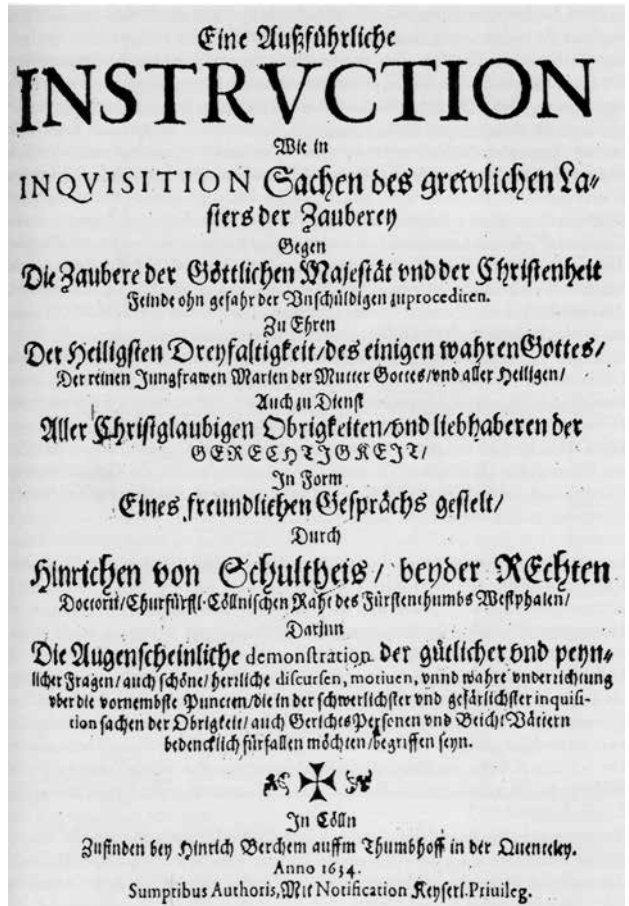 Eine Außführliche
INSTRVCTION
Wie in
INQVISITION Sachen des grewlichen La-
sters der Zauberey
Gegen
Die Zaubere der Göttlichen Majestät vnd der Christenheit
Feinde ohn gefahr der Vnschüldigen zuprocediren.
Zu Ehren
Der Heiligsten Dreyfaltigkeit/des einigen wahren Gottes/
Der reinen Jungfrawen Marien der Mutter Gottes/vnd aller Heiligen/
Auch zu Dienst
Aller Christglaubigen Obrigkeiten/vnd liebhaberen der
GERECHTIGKEIT/
In Form
Eines freundlichen Gesprächs gestelt/
Durch
Hinrichen von Schultheis/ beyder REchten
Doctorn/Churfürstl. Cöllnischen Raht des Fürstenthumbs Westphalen/
Darinn
Die Augenscheinliche demonstration der gütlicher vnd peyn-
licher Fragen/auch schöne/herzliche discursen, motiuen, vnnd wahre vnderrichtung
vber die vornembste Puncten/die in der schwerlichster vnd gefärlichster inquisi-
tion sachen der Obrigkeit/auch Gerichts Personen vnd Beicht Vättern
bedencklich fürfallen möchten/begriffen seyn.
In Cölln
Zufinden bey Hinrich Berchem auffm Thumbhoff in der Quenteley.
Anno 1634.
Sumptibus Authoris, Mit Notification Keyserl. Priuileg.